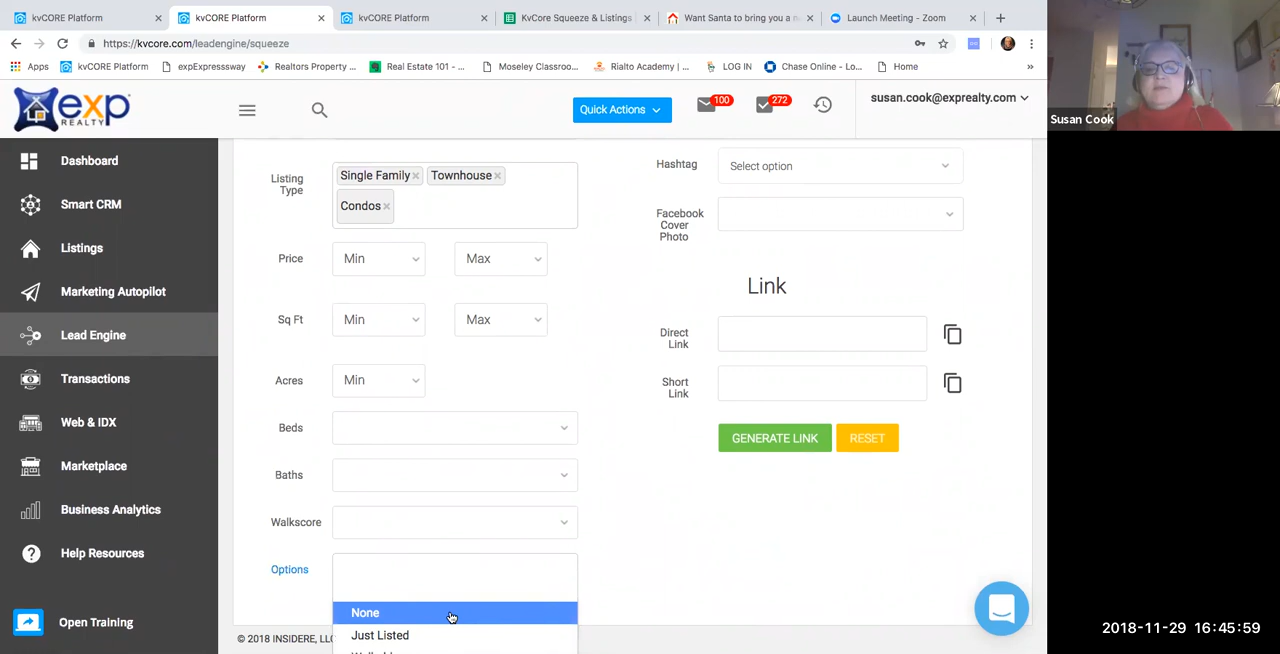 kvCORE Platform
kvCORE Platform
kvCORE Platform
KvCore Squeeze & Listings
Want Santa to bring you a n
Launch Meeting - Zoom
https://kvcore.com/leadengine/squeeze
Apps
kvCORE Platform
expExpresssway
Realtors Property ...
Real Estate 101 - ...
Moseley Classroo...
Rialto Academy | ...
LOG IN
Chase Online - Lo...
Home
»
exp
REALTY
Quick Actions
100
272
susan.cook@exprealty.com
Susan Cook
Dashboard
Smart CRM
Listings
Marketing Autopilot
Lead Engine
Transactions
Web & IDX
Marketplace
Business Analytics
Help Resources
Open Training
Listing
Type
Single Family ×
Townhouse ×
Condos ×
Price
Min
Max
Sq Ft
Min
Max
Acres
Min
Beds
Baths
Walkscore
Options
None
Just Listed
Hashtag
Select option
Facebook
Cover
Photo
Link
Direct
Link
Short
Link
GENERATE LINK
RESET
© 2018 INSIDERE, LLC
2018-11-29 16:45:59